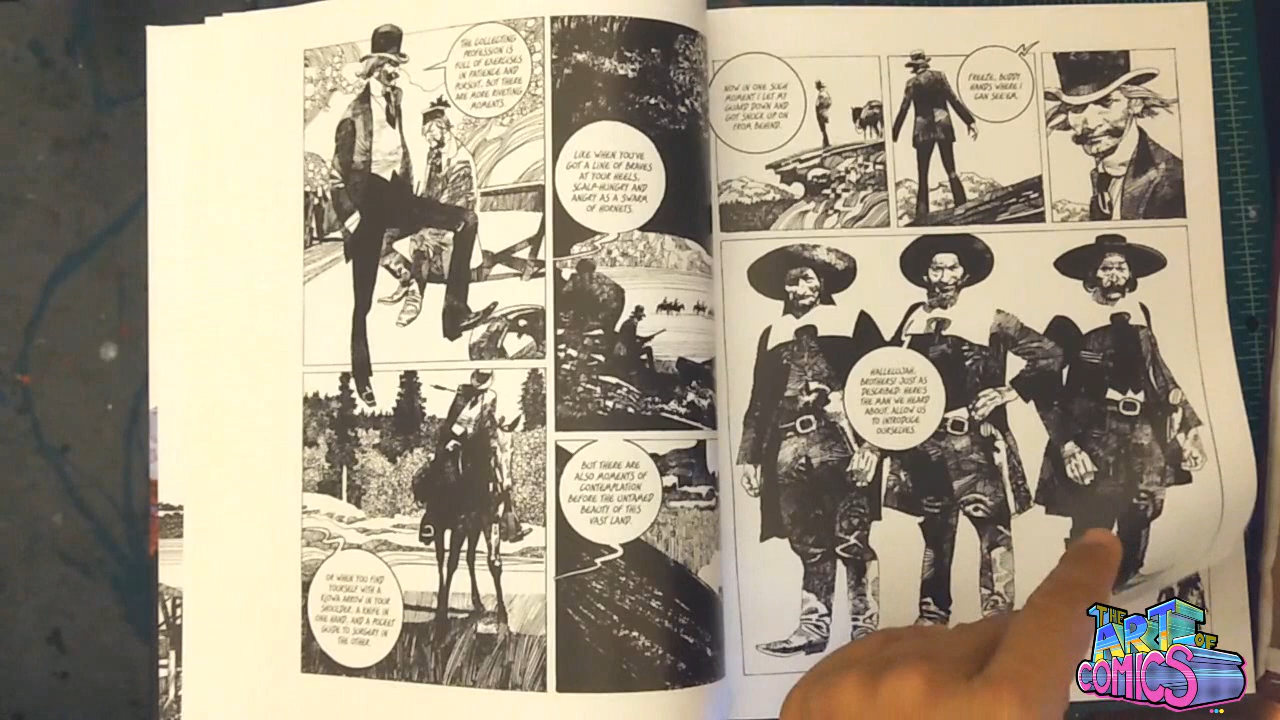 THE COLLECTING
PROFESSION IS
FULL OF EXERCISES
IN PATIENCE AND
PURSUIT, BUT THERE
ARE MORE RIVETING
MOMENTS.
LIKE WHEN YOU'VE
GOT A LINE OF BRAVES
AT YOUR HEELS,
SCALP-HUNGRY AND
ANGRY AS A SWARM
OF HORNETS.
OR WHEN YOU FIND
YOURSELF WITH A
KIOWA ARROW IN YOUR
SHOULDER, A KNIFE IN
ONE HAND, AND A POCKET
GUIDE TO SURGERY IN
THE OTHER.
BUT THERE ARE
ALSO MOMENTS OF
CONTEMPLATION
BEFORE THE UNTAMED
BEAUTY OF THIS
VAST LAND.
NOW IN ONE SUCH
MOMENT I LET MY
GUARD DOWN AND
GOT SNUCK UP ON
FROM BEHIND.
FREEZE, BUDDY.
HANDS WHERE I
CAN SEE 'EM.
HALLELUJAH,
BROTHERS! JUST AS
DESCRIBED. HERE'S
THE MAN WE HEARD
ABOUT. ALLOW US
TO INTRODUCE
OURSELVES.
THE
ART OF
COMICS